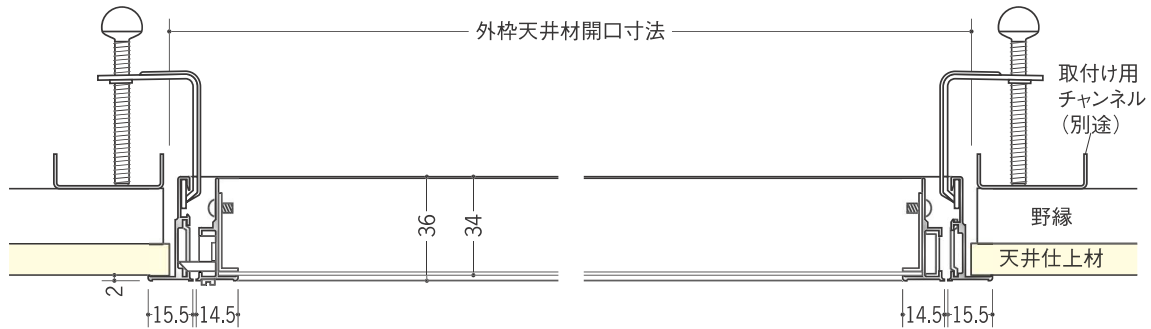 外枠天井材開口寸法
取付け用
チャンネル
（別途）
36
34
野縁
天井仕上材
2
15.5
14.5
14.5
15.5